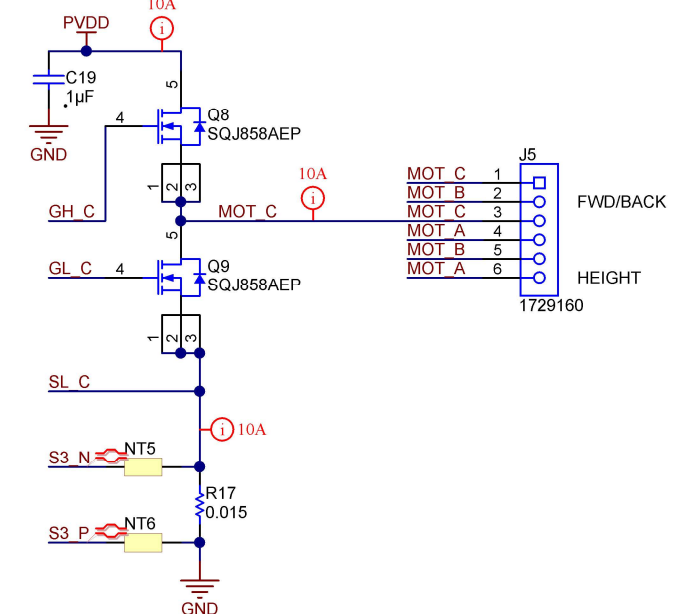 10A
i
PVDD
C19
.1µF
GND
5
4
Q8
SQJ858AEP
1
2
3
GH_C
MOT_C
10A
i
J5
MOT_C 1
MOT_B 2
MOT_C 3
MOT_A 4
MOT_B 5
MOT_A 6
FWD/BACK
HEIGHT
1729160
5
GL_C
4
Q9
SQJ858AEP
1
2
3
SL_C
i 10A
S3_N
NT5
R17
0.015
S3_P
NT6
GND